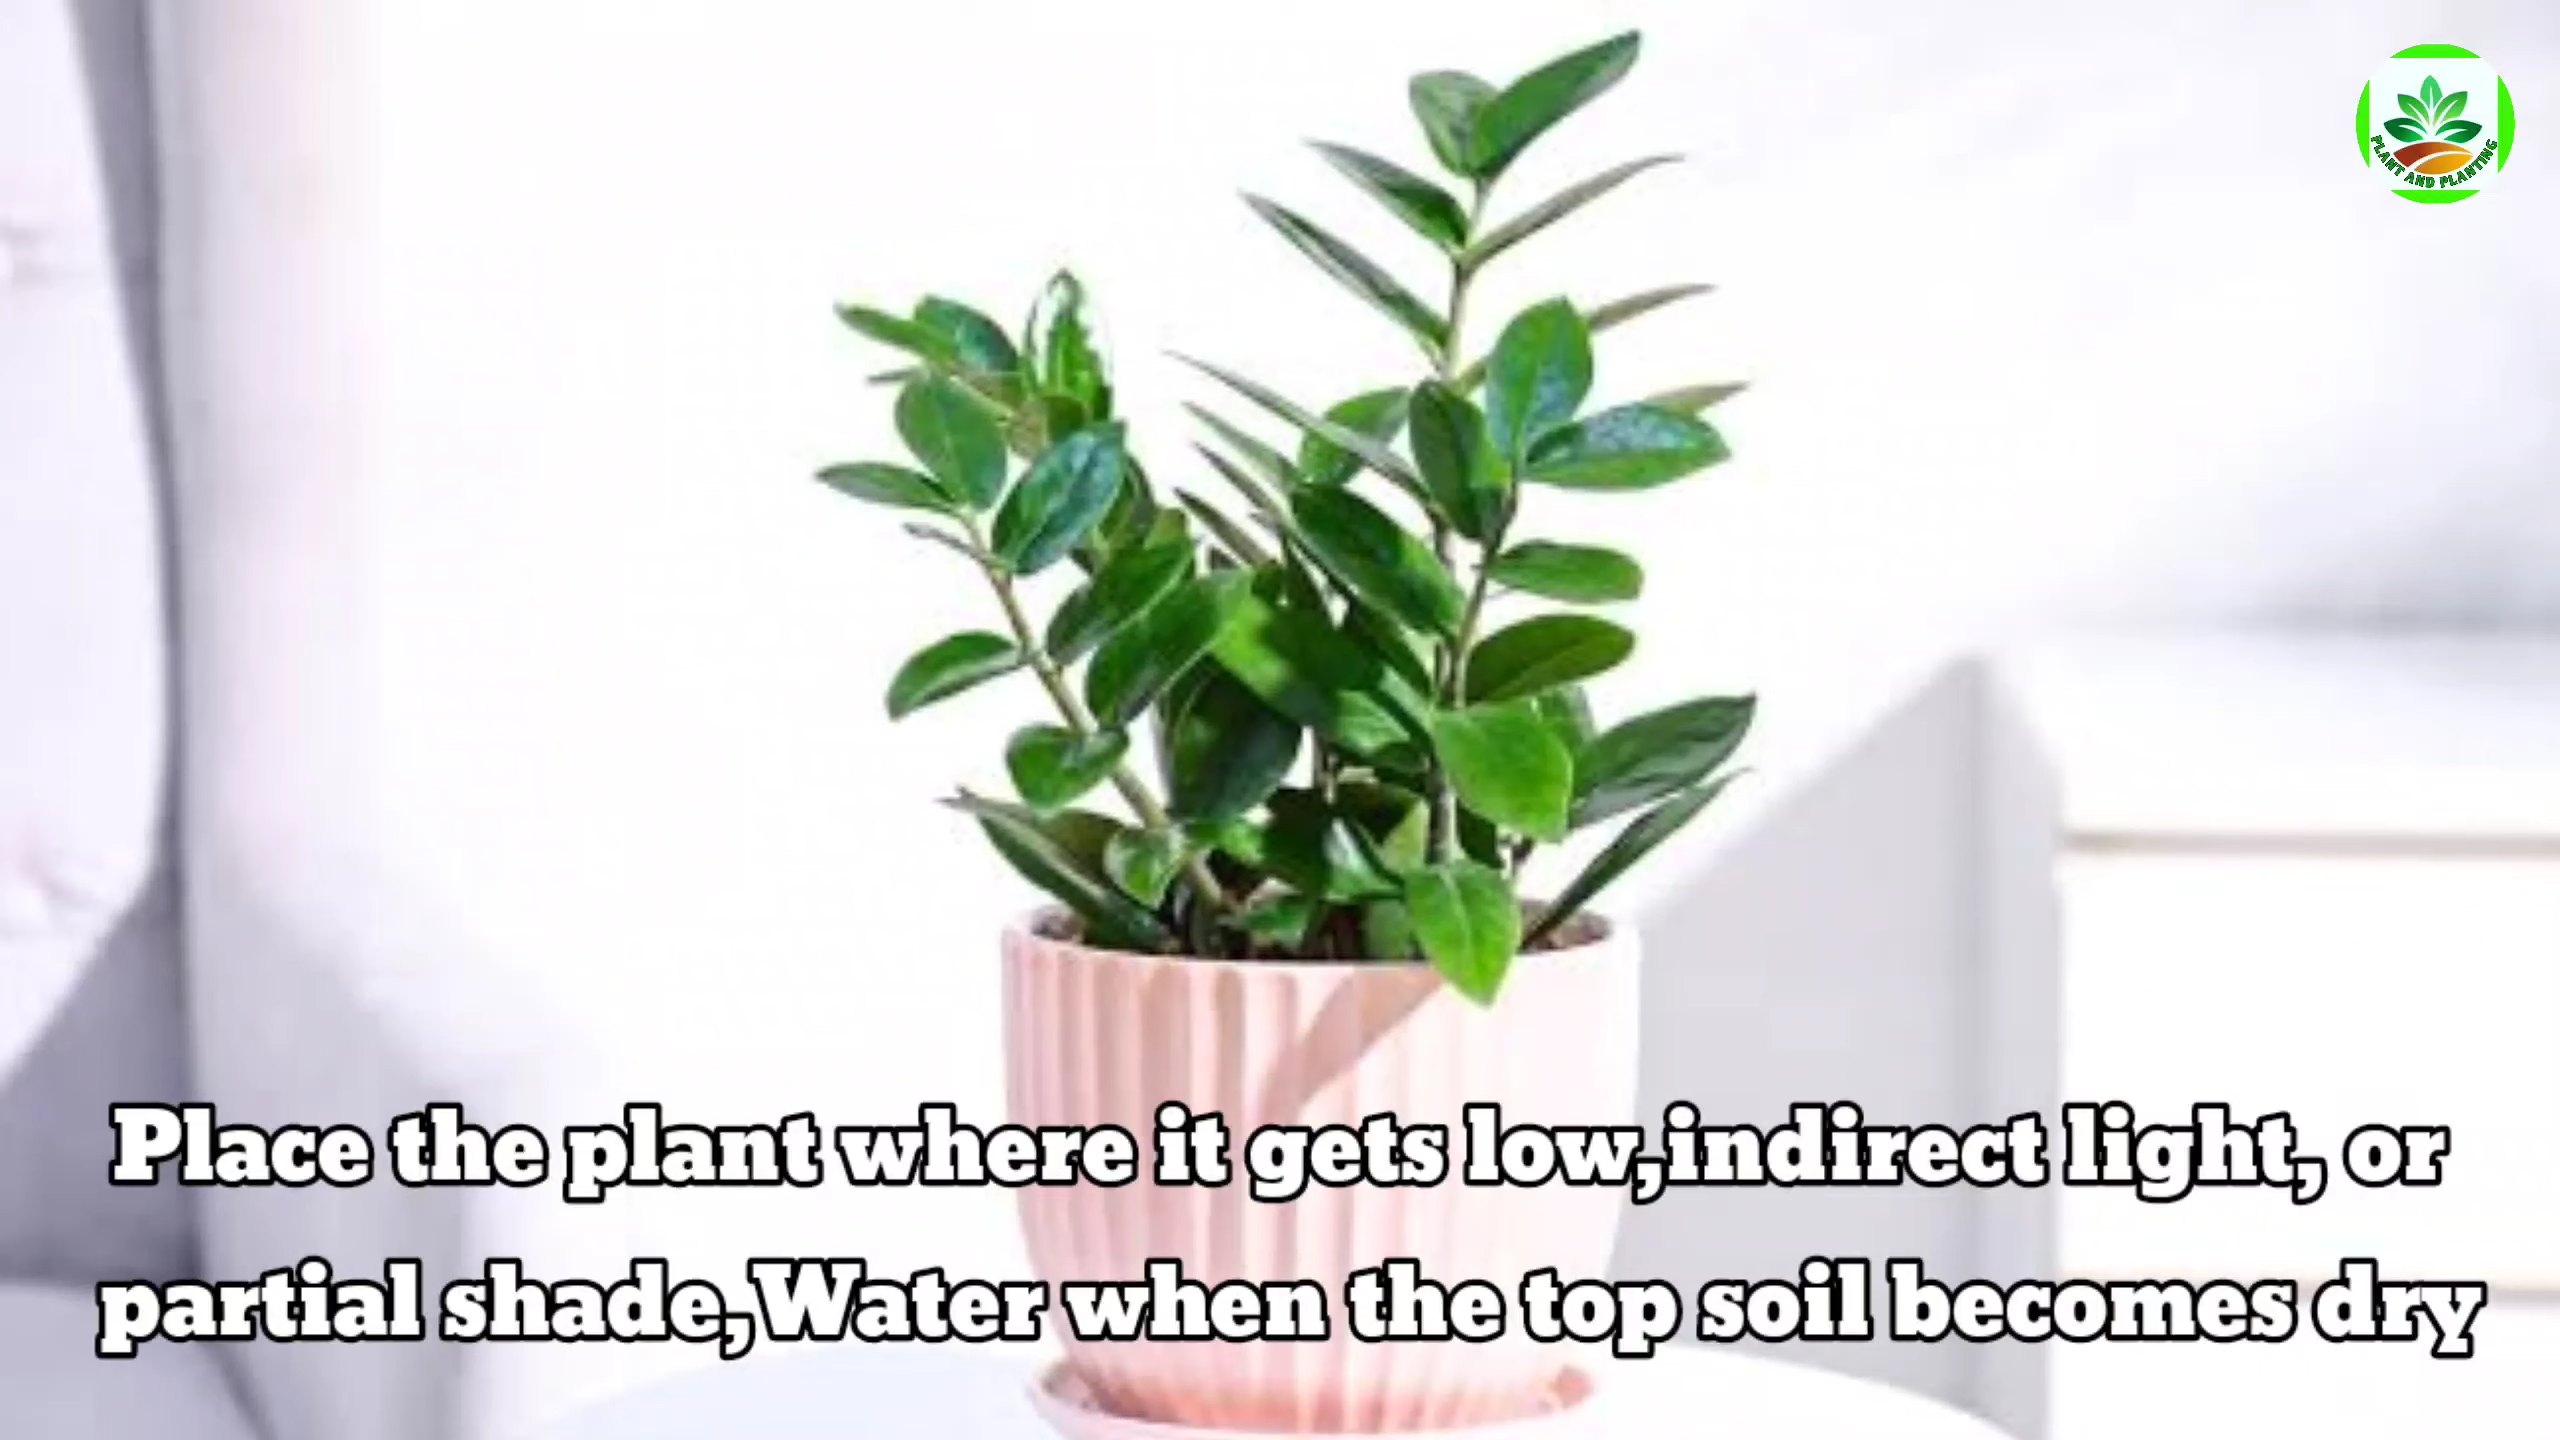 PLANT AND PLANTING
Place the plant where it gets low,indirect light, or
partial shade,Water when the top soil becomes dry